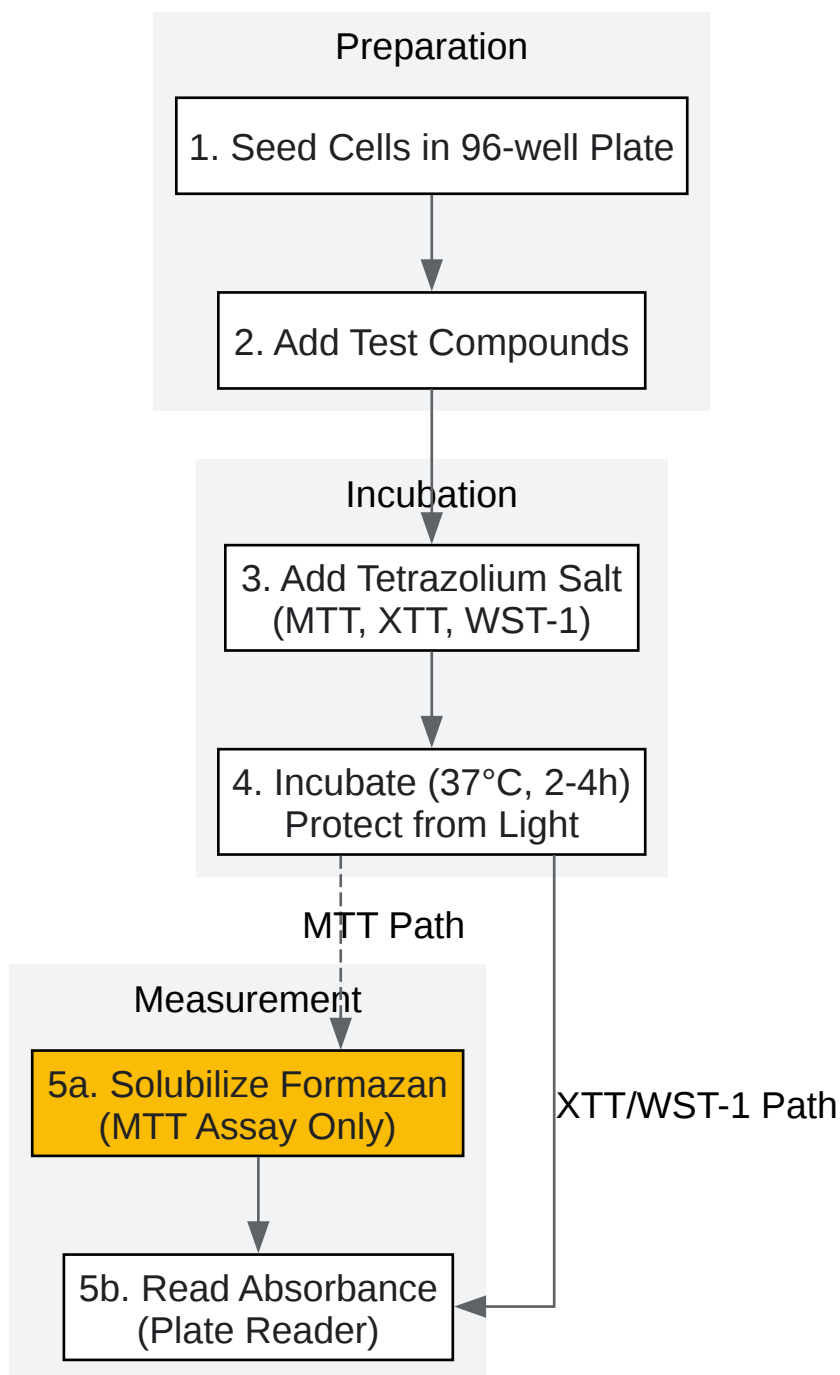 Preparation
1. Seed Cells in 96-well Plate
2. Add Test Compounds
Incubation
3. Add Tetrazolium Salt
(MTT, XTT, WST-1)
4. Incubate (37°C, 2-4h)
Protect from Light
MTT Path
Measurement
5a. Solubilize Formazan
(MTT Assay Only)
XTT/WST-1 Path
5b. Read Absorbance
(Plate Reader)